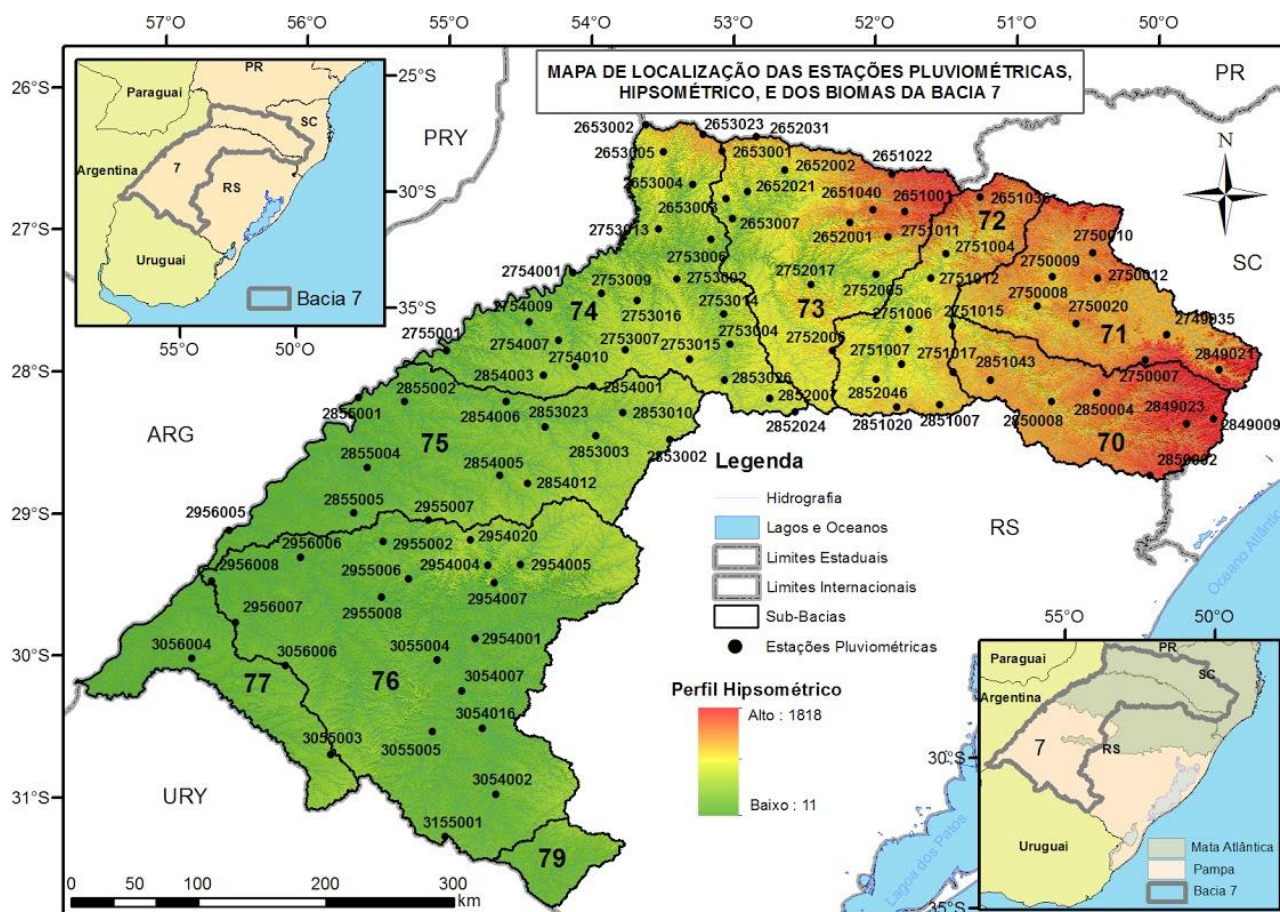 57°O 56°O 55°O 54°O 53°O 52°O 51°O 50°O
26°S
27°S
28°S
29°S
30°S
31°S
MAPA DE LOCALIZAÇÃO DAS ESTAÇÕES PLUVIOMÉTRICAS,
HIPSOMÉTRICO, E DOS BIOMAS DA BACIA 7
PR
Paraguai
SC
Argentina
7
RS
Uruguai
Bacia 7
25°S
30°S
35°S
55°O 50°O
PRY
PR
N
SC
ARG
RS
URY
2653002
2653023
2652031
2653005
2653001
2652002
2651022
2653004
2652021
2651040
2651001
2651036
2653003
2653007
2652001
2751011
72
2753013
2753006
2751004
2750010
2754001
2753009
2753002
2752017
2752005
2751012
2750009
2750012
74
73
2754009
2753016
2753014
2751006
2751015
2750008
2750020
71
2749035
2755001
2754007
2753007
2753004
2752006
2754010
2753015
2751007
2751017
2851043
2849021
2750007
2854003
2854001
2853026
2852007
2852046
2855002
2855001
2854006
2853023
2853010
2852024
2851020
2851007
2850008
2850004
2849023
2849009
75
70
2853003
2853002
2850002
2855004
2854005
2854012
2855005
2955007
2956005
2956006
2955002
2954020
2956008
2955006
2954004
2954005
2955008
2954007
2956007
3056004
3056006
3055004
2954001
77
76
3054007
3054016
3055003
3055005
3054002
3155001
79
Legenda
Hidrografia
Lagos e Oceanos
Limites Estaduais
Limites Internacionais
Sub-Bacias
Estações Pluviométricas
Perfil Hipsométrico
Alto : 1818
Baixo : 11
Oceano Atlântico
Lagoa dos Patos
0 50 100 200 300
km
55°O 50°O
Paraguai
PR
SC
Argentina
7
RS
30°S
Uruguai
Mata Atlântica
Pampa
Bacia 7
35°S